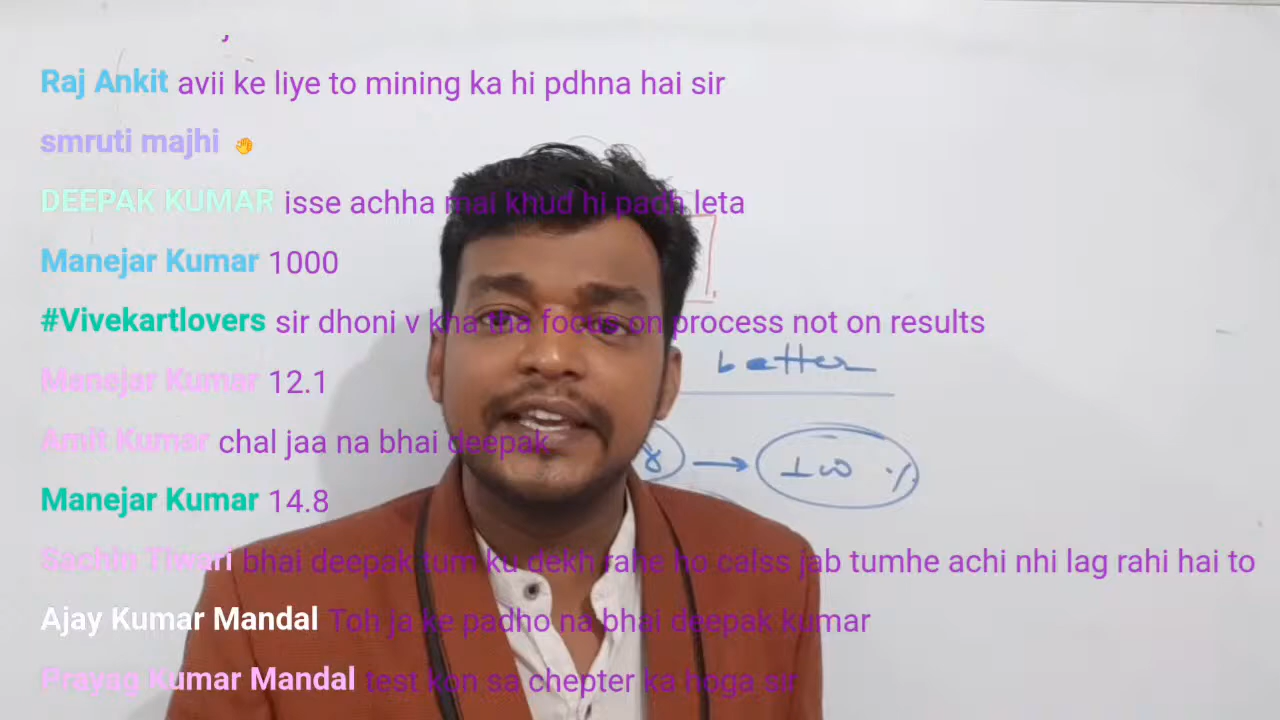 Raj Ankit avii ke liye to mining ka hi pdhna hai sir
smruti majhi 🤚
DEEPAK KUMAR isse achha mai khud hi padh leta
Manejar Kumar 1000
#Vivekartlovers sir dhoni v kha tha focus on process not on results
better
Manejar Kumar 12.1
Amit Kumar chal jaa na bhai deepak
100 %
Manejar Kumar 14.8
Sachin Tiwari bhai deepak tum ku dekh rahe ho calss jab tumhe achi nhi lag rahi hai to
Ajay Kumar Mandal Toh ja ke padho na bhai deepak kumar
Prayag Kumar Mandal test kon sa chepter ka hoga sir